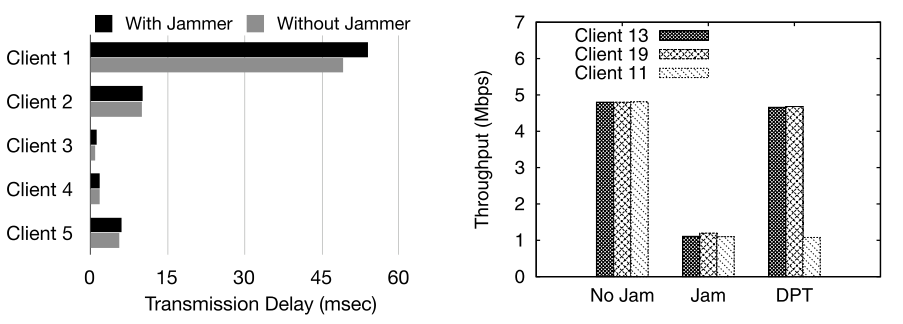 With Jammer Without Jammer
Client 1
Client 2
Client 3
Client 4
Client 5
0 15 30 45 60
Transmission Delay (msec)
Throughput (Mbps)
7
6
5
4
3
2
1
0
Client 13
Client 19
Client 11
No Jam Jam DPT